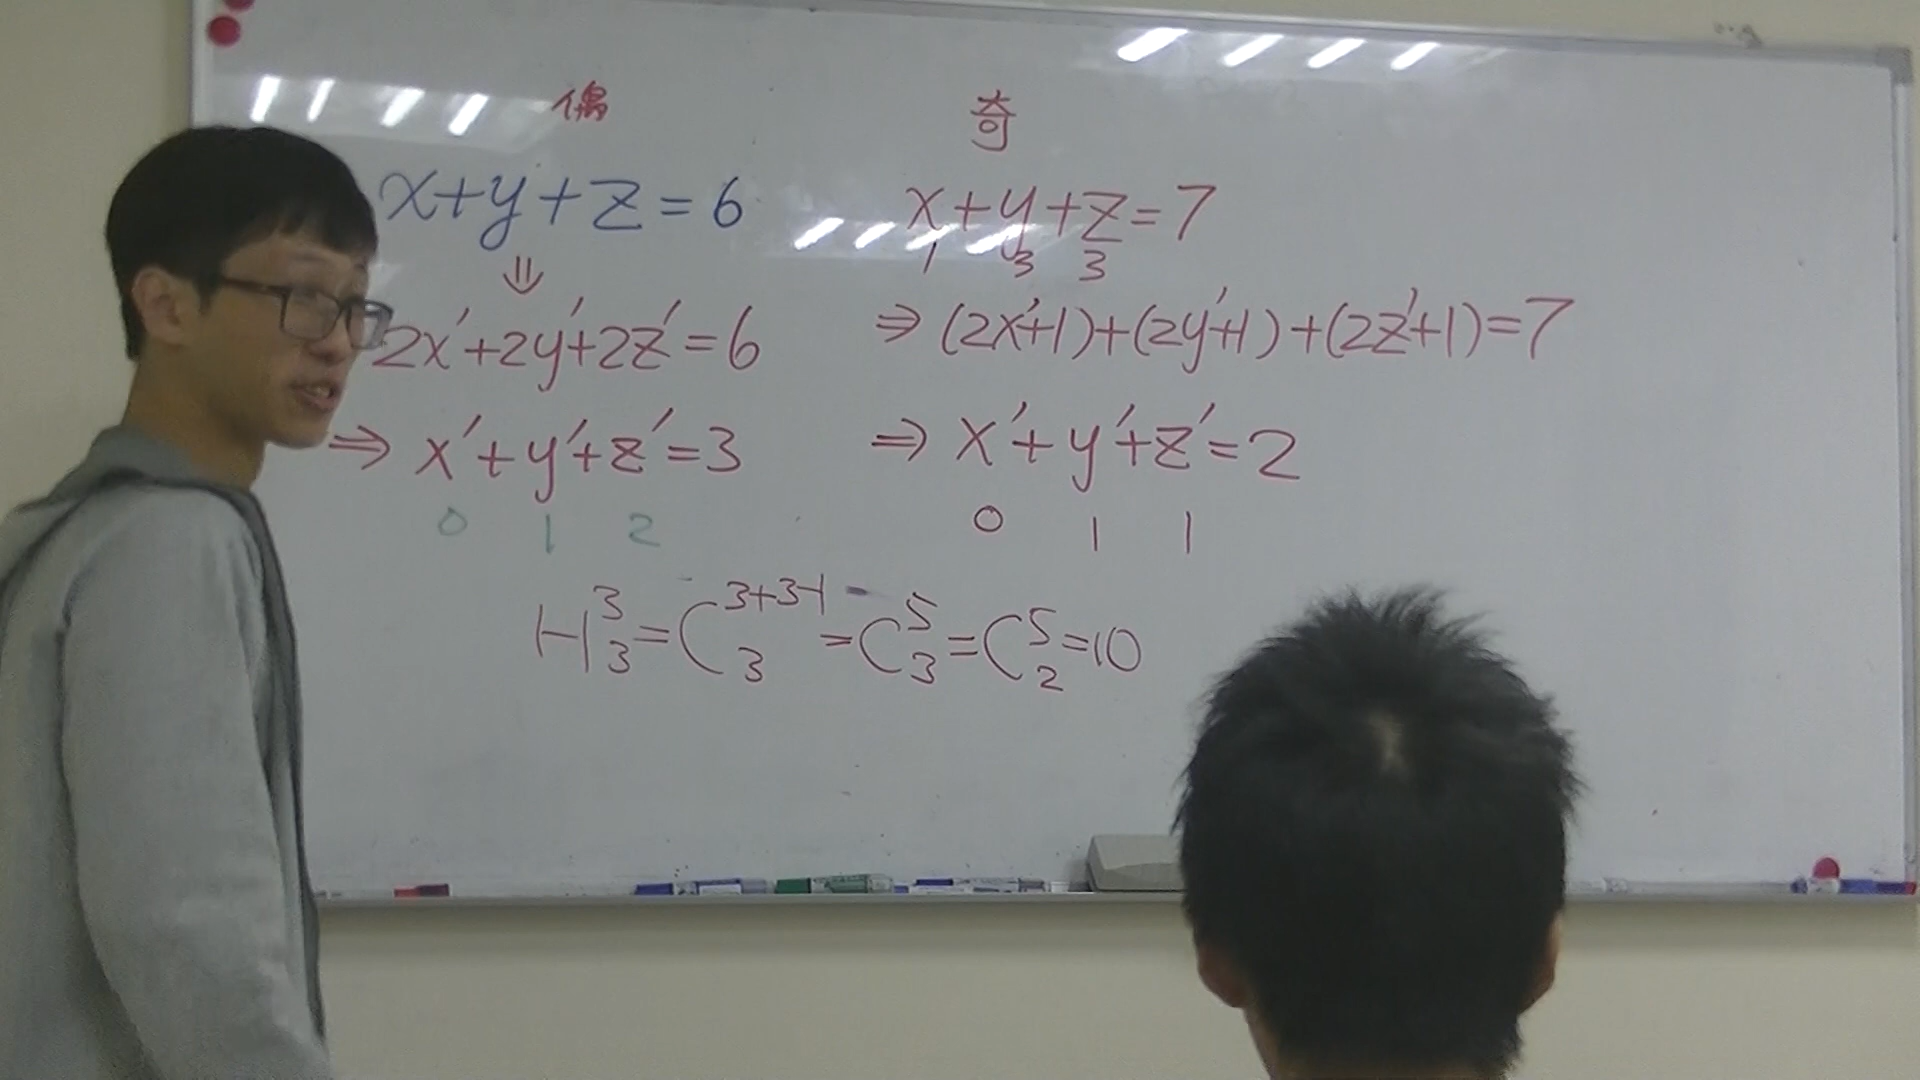 偶
x+y+z=6
⇓
2x'+2y'+2z'=6
⇒ x'+y'+z'=3
0 1 2
奇
x+y+z=7
1 3 3
⇒ (2x'+1)+(2y'+1)+(2z'+1)=7
⇒ x'+y'+z'=2
0 1 1
H³₃=C³⁺³⁻¹₃=C⁵₃=C⁵₂=10